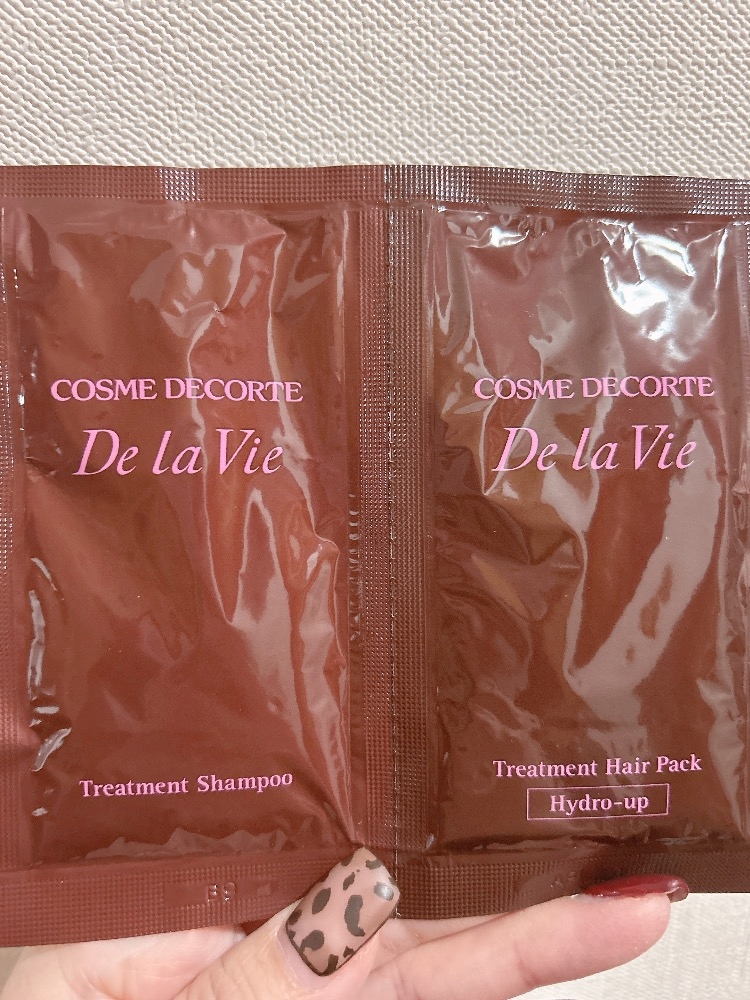 COSME DECORTE
De la Vie
Treatment Shampoo
COSME DECORTE
De la Vie
Treatment Hair Pack
Hydro-up